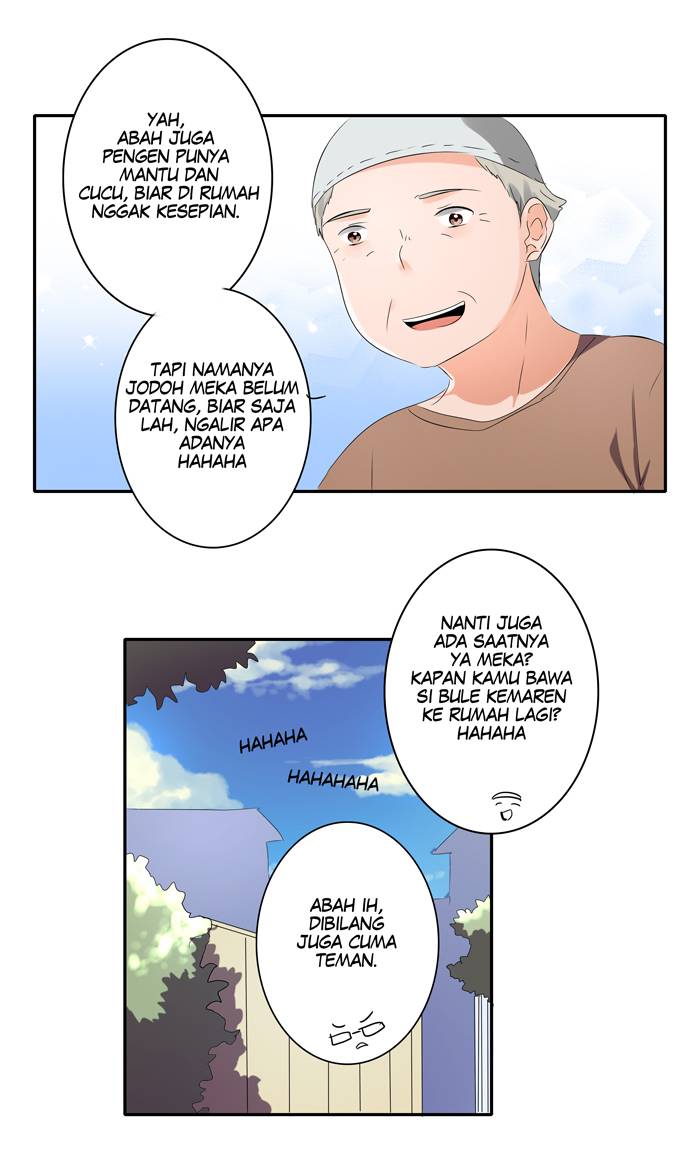 YAH,
ABAH JUGA
PENGEN PUNYA
MANTU DAN
CUCU, BIAR DI RUMAH
NGGAK KESEPIAN.
TAPI NAMANYA
JODOH MEKA BELUM
DATANG, BIAR SAJA
LAH, NGALIR APA
ADANYA
HAHAHA
NANTI JUGA
ADA SAATNYA
YA MEKA?
KAPAN KAMU BAWA
SI BULE KEMAREN
KE RUMAH LAGI?
HAHAHA
HAHAHA
HAHAHAHA
ABAH IH,
DIBILANG
JUGA CUMA
TEMAN.